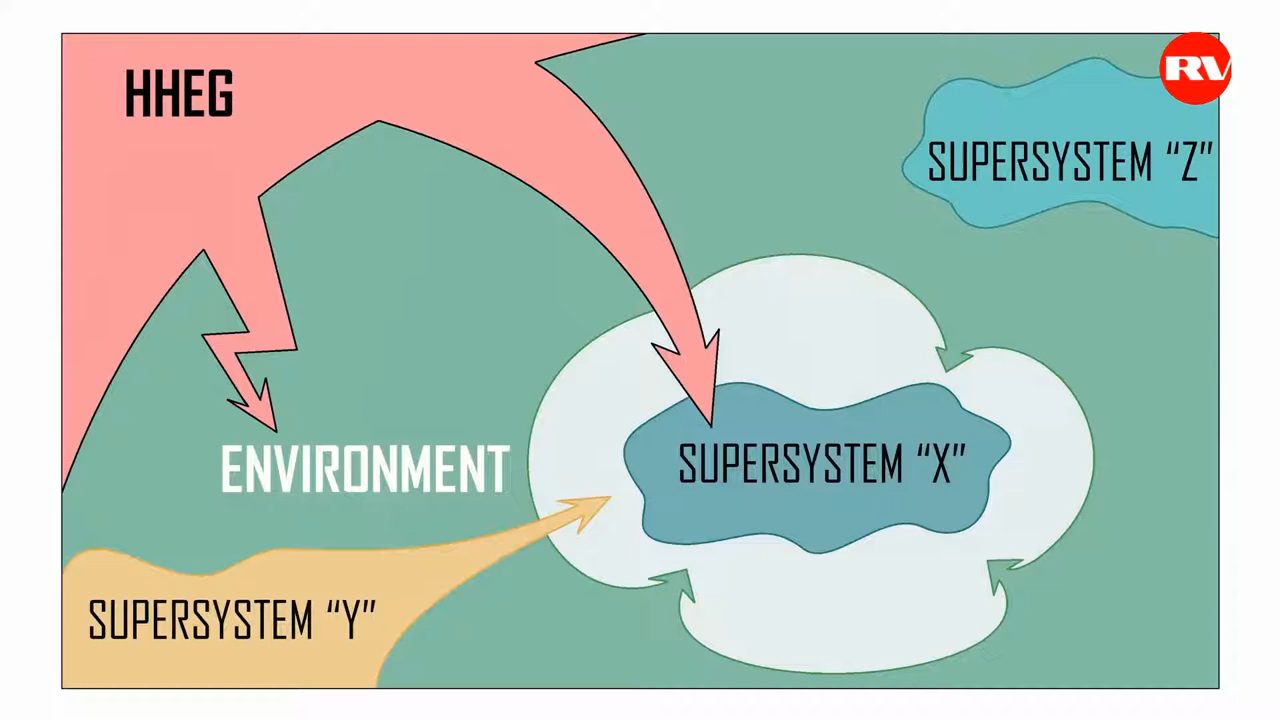 HHEG
RV
SUPERSYSTEM “Z”
ENVIRONMENT
SUPERSYSTEM “X”
SUPERSYSTEM “Y”